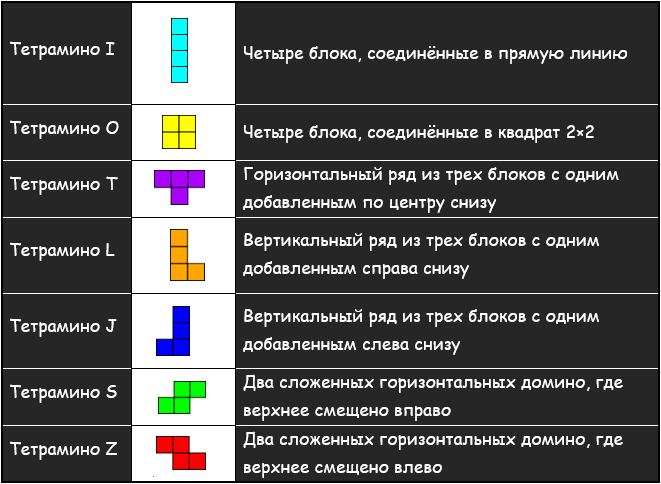 Тетрамино I
Четыре блока, соединённые в прямую линию
Тетрамино O
Четыре блока, соединённые в квадрат 2×2
Тетрамино T
Горизонтальный ряд из трех блоков с одним
добавленным по центру снизу
Тетрамино L
Вертикальный ряд из трех блоков с одним
добавленным справа снизу
Тетрамино J
Вертикальный ряд из трех блоков с одним
добавленным слева снизу
Тетрамино S
Два сложенных горизонтальных домино, где
верхнее смещено вправо
Тетрамино Z
Два сложенных горизонтальных домино, где
верхнее смещено влево